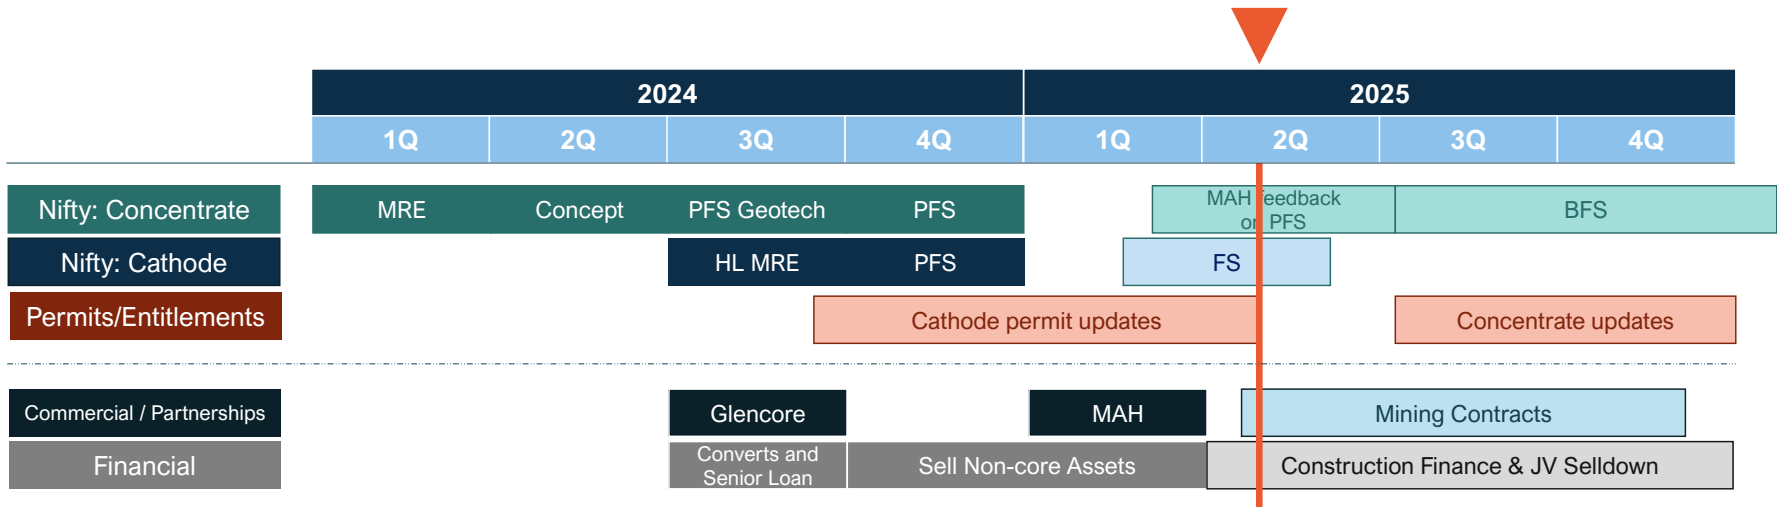 2024 2025
1Q 2Q 3Q 4Q 1Q 2Q 3Q 4Q
Nifty: Concentrate MRE Concept PFS Geotech PFS
MAH feedback
on PFS
BFS
Nifty: Cathode HL MRE PFS FS
Permits/Entitlements Cathode permit updates Concentrate updates
Commercial / Partnerships Glencore MAH Mining Contracts
Financial
Converts and
Senior Loan
Sell Non-core Assets Construction Finance & JV Selldown